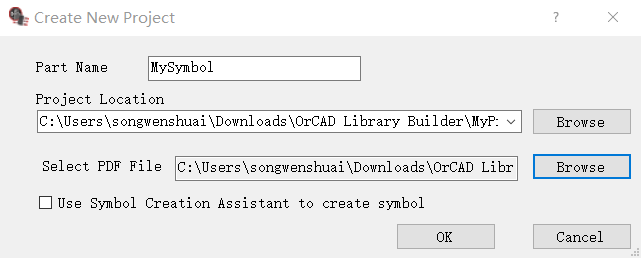 Create New Project
?
Part Name MySymbol
Project Location
C:\Users\songwenshuai\Downloads\OrCAD Library Builder\MyPr Browse
Select PDF File C:\Users\songwenshuai\Downloads\OrCAD Libr Browse
Use Symbol Creation Assistant to create symbol
OK Cancel